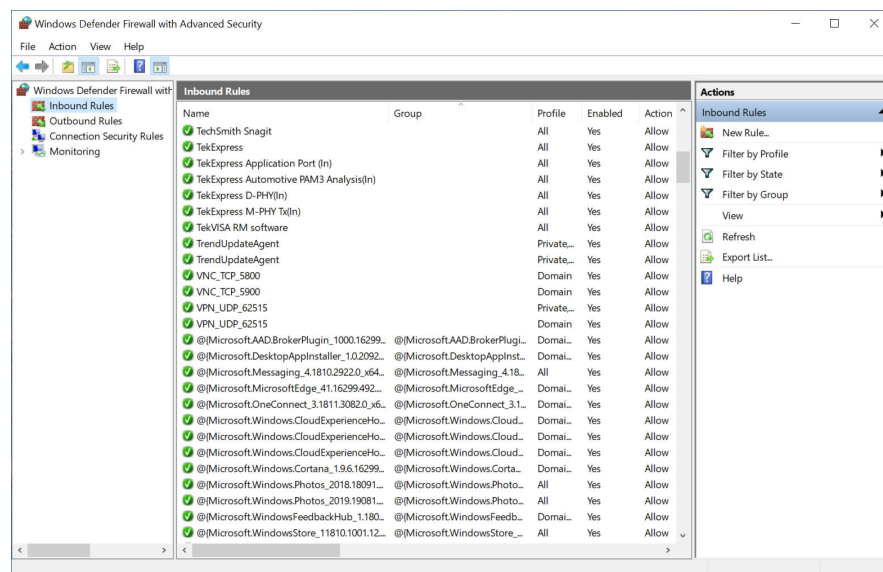 Windows Defender Firewall with Advanced Security
File Action View Help
Windows Defender Firewall with
Inbound Rules
Outbound Rules
Connection Security Rules
Monitoring
Inbound Rules
Name Group Profile Enabled Action
TechSmith Snagit All Yes Allow
TekExpress All Yes Allow
TekExpress Application Port (In) All Yes Allow
TekExpress Automotive PAM3 Analysis(In) All Yes Allow
TekExpress D-PHY(In) All Yes Allow
TekExpress M-PHY Tx(In) All Yes Allow
TekVISA RM software All Yes Allow
TrendUpdateAgent Private,... Yes Allow
TrendUpdateAgent Private,... Yes Allow
VNC_TCP_5800 Domain Yes Allow
VNC_TCP_5900 Domain Yes Allow
VPN_UDP_62515 Private,... Yes Allow
VPN_UDP_62515 Domain Yes Allow
@{Microsoft.AAD.BrokerPlugin_1000.16299... @{Microsoft.AAD.BrokerPlugi... Domai... Yes Allow
@{Microsoft.DesktopAppInstaller_1.0.2092... @{Microsoft.DesktopAppInst... Domai... Yes Allow
@{Microsoft.Messaging_4.1810.2922.0_x64... @{Microsoft.Messaging_4.18... All Yes Allow
@{Microsoft.MicrosoftEdge_41.16299.492.... @{Microsoft.MicrosoftEdge_... Domai... Yes Allow
@{Microsoft.OneConnect_3.1811.3082.0_x6... @{Microsoft.OneConnect_3.1... Domai... Yes Allow
@{Microsoft.Windows.CloudExperienceHo... @{Microsoft.Windows.Cloud... Domai... Yes Allow
@{Microsoft.Windows.CloudExperienceHo... @{Microsoft.Windows.Cloud... Domai... Yes Allow
@{Microsoft.Windows.CloudExperienceHo... @{Microsoft.Windows.Cloud... Domai... Yes Allow
@{Microsoft.Windows.Cortana_1.9.6.16299... @{Microsoft.Windows.Corta... Domai... Yes Allow
@{Microsoft.Windows.Photos_2018.18091.... @{Microsoft.Windows.Photo... All Yes Allow
@{Microsoft.Windows.Photos_2019.19081.... @{Microsoft.Windows.Photo... All Yes Allow
@{Microsoft.WindowsFeedbackHub_1.180... @{Microsoft.WindowsFeedb... Domai... Yes Allow
@{Microsoft.WindowsStore_11810.1001.12... @{Microsoft.WindowsStore_... All Yes Allow
Actions
Inbound Rules
New Rule...
Filter by Profile
Filter by State
Filter by Group
View
Refresh
Export List...
Help